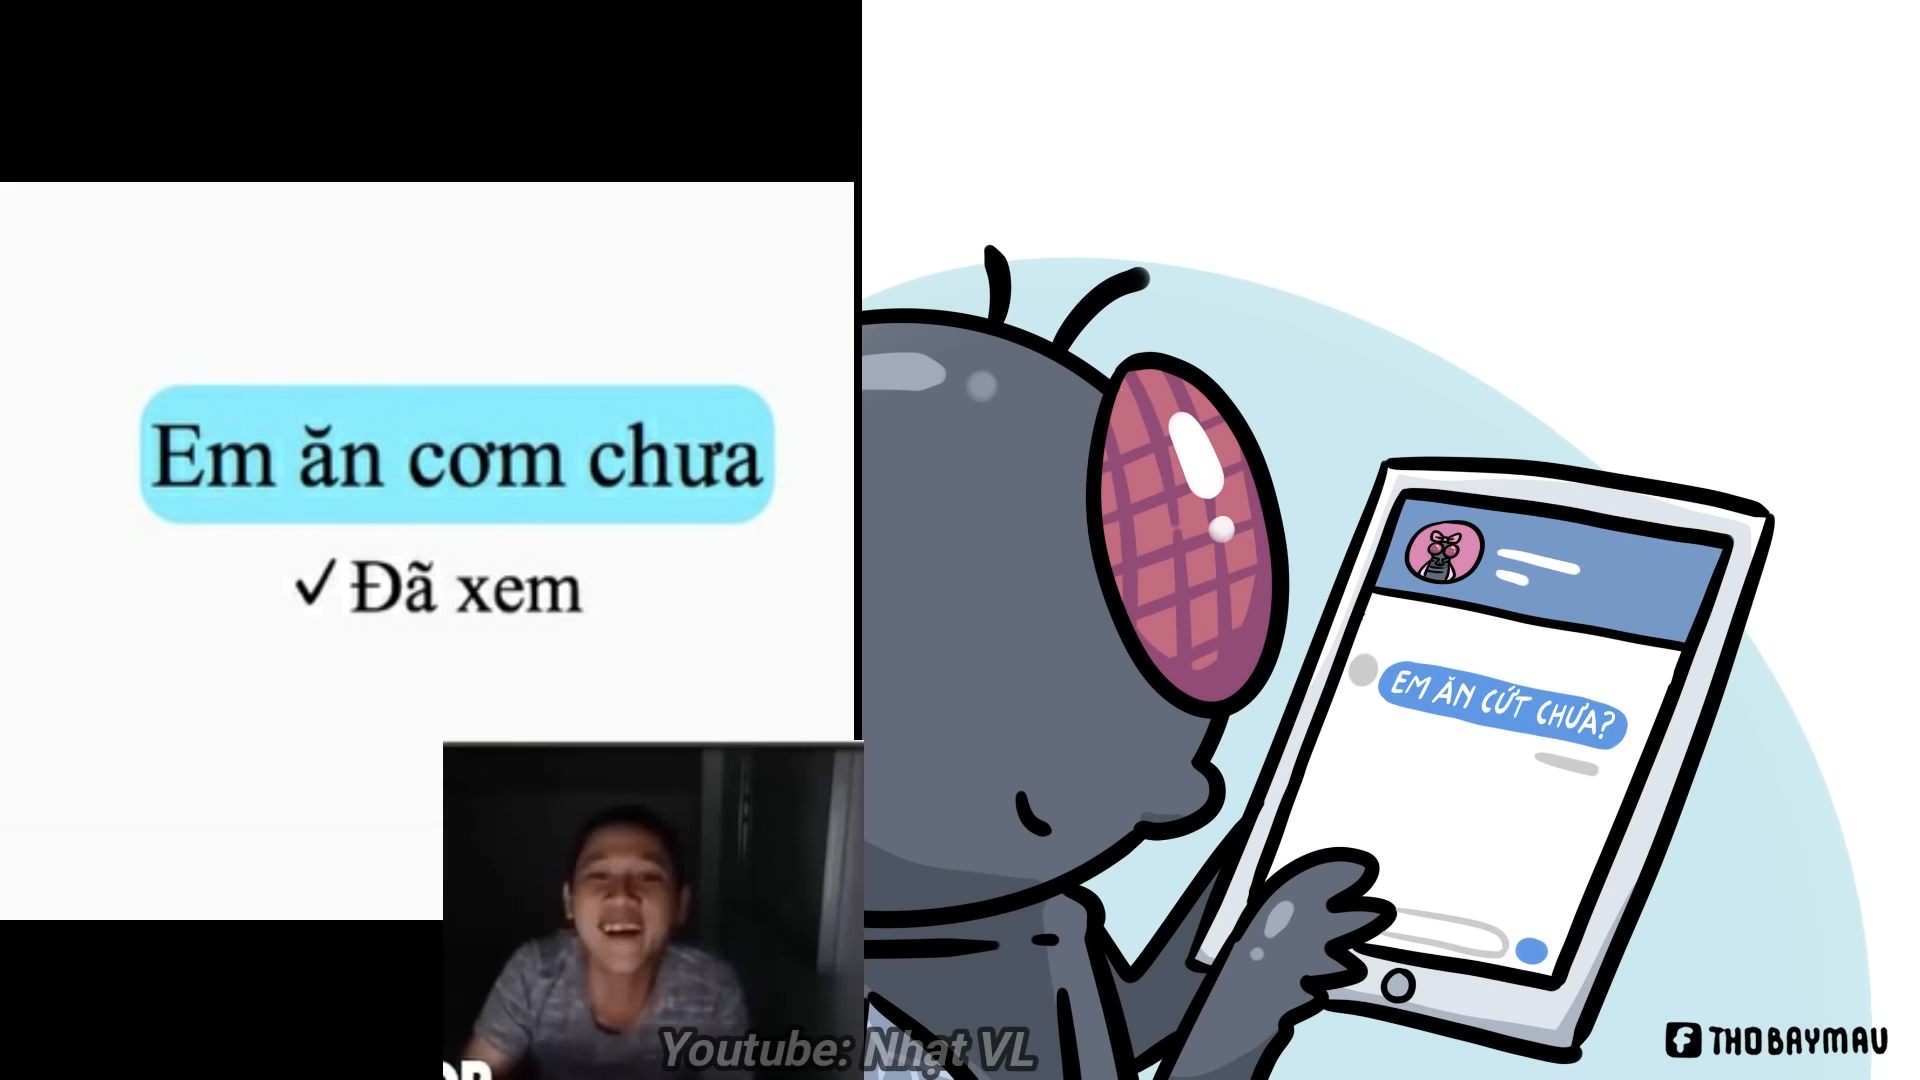 Em ăn cơm chưa
✓ Đã xem
EM ĂN CỨT CHƯA?
Youtube: Nhạt VL
THOBAYMAU